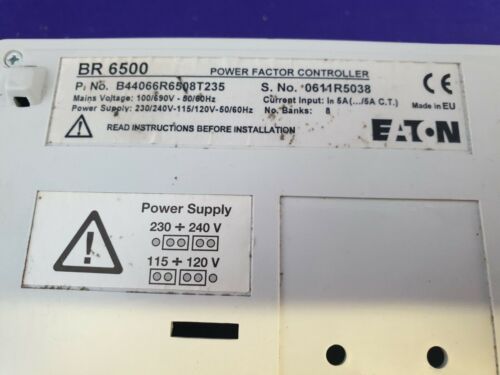 BR 6500 POWER FACTOR CONTROLLER
P. No. B44066R6508T235 S. No. 0611R5038
Mains Voltage: 100/690V - 50/60Hz Current Input: In 5A (.../5A C.T.)
Power Supply: 230/240V-115/120V-50/60Hz No. Banks: 8
CE
Made in EU
READ INSTRUCTIONS BEFORE INSTALLATION
EATON
Power Supply
230 ÷ 240 V
115 ÷ 120 V